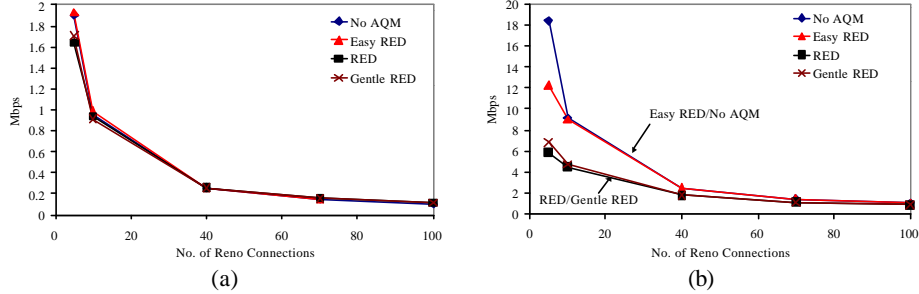 2
1.8
1.6
1.4
1.2
1
0.8
0.6
0.4
0.2
0
Mbps
0 20 40 60 80 100
No. of Reno Connections
No AQM
Easy RED
RED
Gentle RED
(a)
20
18
16
14
12
10
8
6
4
2
0
Mbps
0 20 40 60 80 100
No. of Reno Connections
No AQM
Easy RED
RED
Gentle RED
Easy RED/No AQM
RED/Gentle RED
(b)